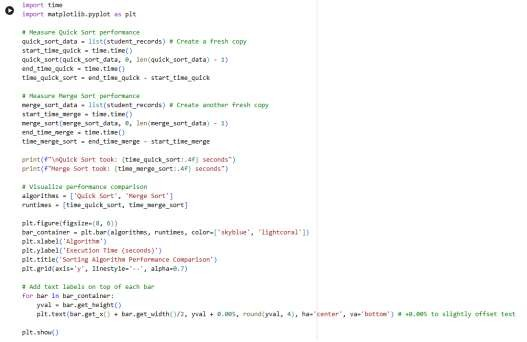 import time
import matplotlib.pyplot as plt

# Measure Quick Sort performance
quick_sort_data = list(student_records) # Create a fresh copy
start_time_quick = time.time()
quick_sort(quick_sort_data, 0, len(quick_sort_data) - 1)
end_time_quick = time.time()
time_quick_sort = end_time_quick - start_time_quick

# Measure Merge Sort performance
merge_sort_data = list(student_records) # Create another fresh copy
start_time_merge = time.time()
merge_sort(merge_sort_data, 0, len(merge_sort_data) - 1)
end_time_merge = time.time()
time_merge_sort = end_time_merge - start_time_merge

print(f"\nQuick Sort took: {time_quick_sort:.4f} seconds")
print(f"Merge Sort took: {time_merge_sort:.4f} seconds")

# Visualize performance comparison
algorithms = ['Quick Sort', 'Merge Sort']
runtimes = [time_quick_sort, time_merge_sort]

plt.figure(figsize=(8, 6))
bar_container = plt.bar(algorithms, runtimes, color=['skyblue', 'lightcoral'])
plt.xlabel('Algorithm')
plt.ylabel('Execution Time (seconds)')
plt.title('Sorting Algorithm Performance Comparison')
plt.grid(axis='y', linestyle='--', alpha=0.7)

# Add text labels on top of each bar
for bar in bar_container:
    yval = bar.get_height()
    plt.text(bar.get_x() + bar.get_width()/2, yval + 0.005, round(yval, 4), ha='center', va='bottom') # +0.005 to slightly offset text

plt.show()